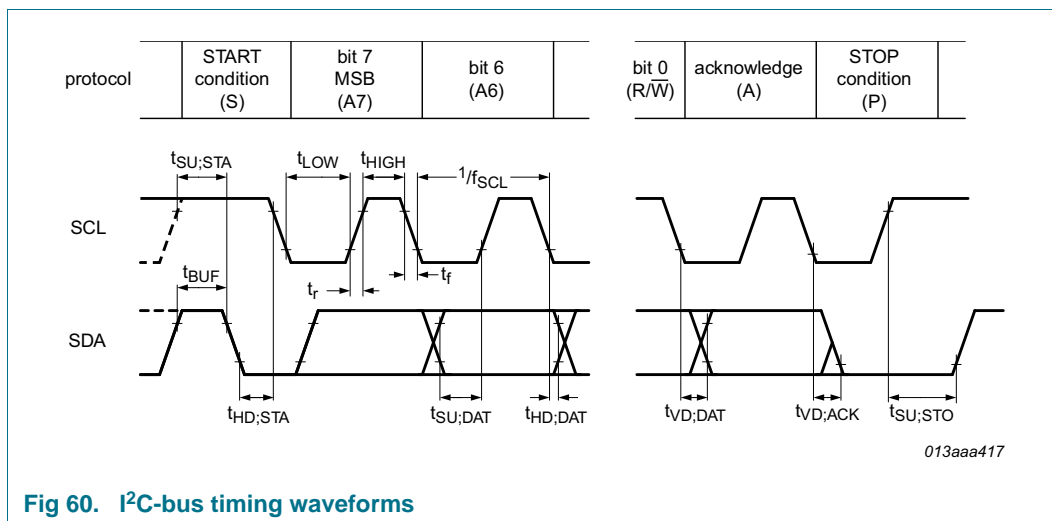 protocol
START
condition
(S)
bit 7
MSB
(A7)
bit 6
(A6)
bit 0
(R/W̅)
acknowledge
(A)
STOP
condition
(P)
tSU;STA
tLOW
tHIGH
1/fSCL
SCL
tBUF
tr
tf
SDA
tHD;STA
tSU;DAT
tHD;DAT
tVD;DAT
tVD;ACK
tSU;STO
013aaa417
Fig 60. I²C-bus timing waveforms